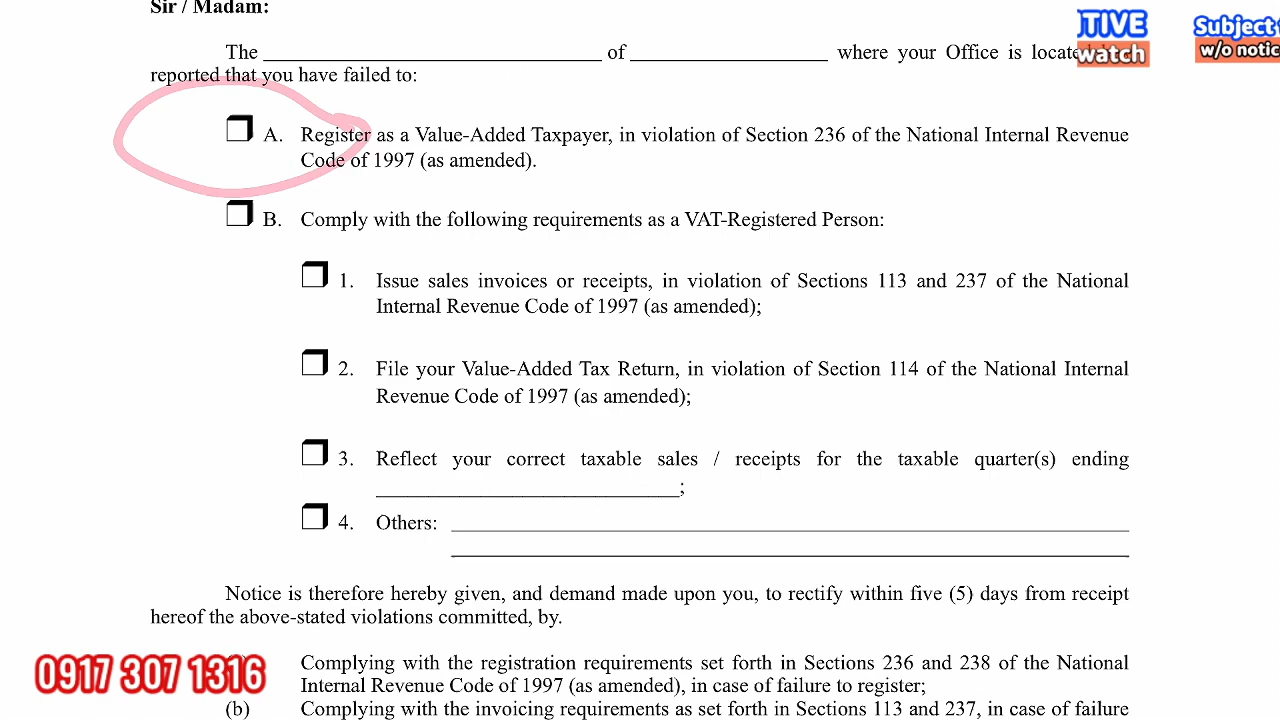 Sir / Madam:
TIVE
watch
Subject
w/o notic
The ______________________________ of __________________ where your Office is locate
reported that you have failed to:
A. Register as a Value-Added Taxpayer, in violation of Section 236 of the National Internal Revenue
Code of 1997 (as amended).
B. Comply with the following requirements as a VAT-Registered Person:
1. Issue sales invoices or receipts, in violation of Sections 113 and 237 of the National
Internal Revenue Code of 1997 (as amended);
2. File your Value-Added Tax Return, in violation of Section 114 of the National Internal
Revenue Code of 1997 (as amended);
3. Reflect your correct taxable sales / receipts for the taxable quarter(s) ending
____________________________;
4. Others: ______________________________
______________________________
Notice is therefore hereby given, and demand made upon you, to rectify within five (5) days from receipt
hereof the above-stated violations committed, by.
Complying with the registration requirements set forth in Sections 236 and 238 of the National
Internal Revenue Code of 1997 (as amended), in case of failure to register;
0917 307 1316
(b) Complying with the invoicing requirements as set forth in Sections 113 and 237, in case of failure